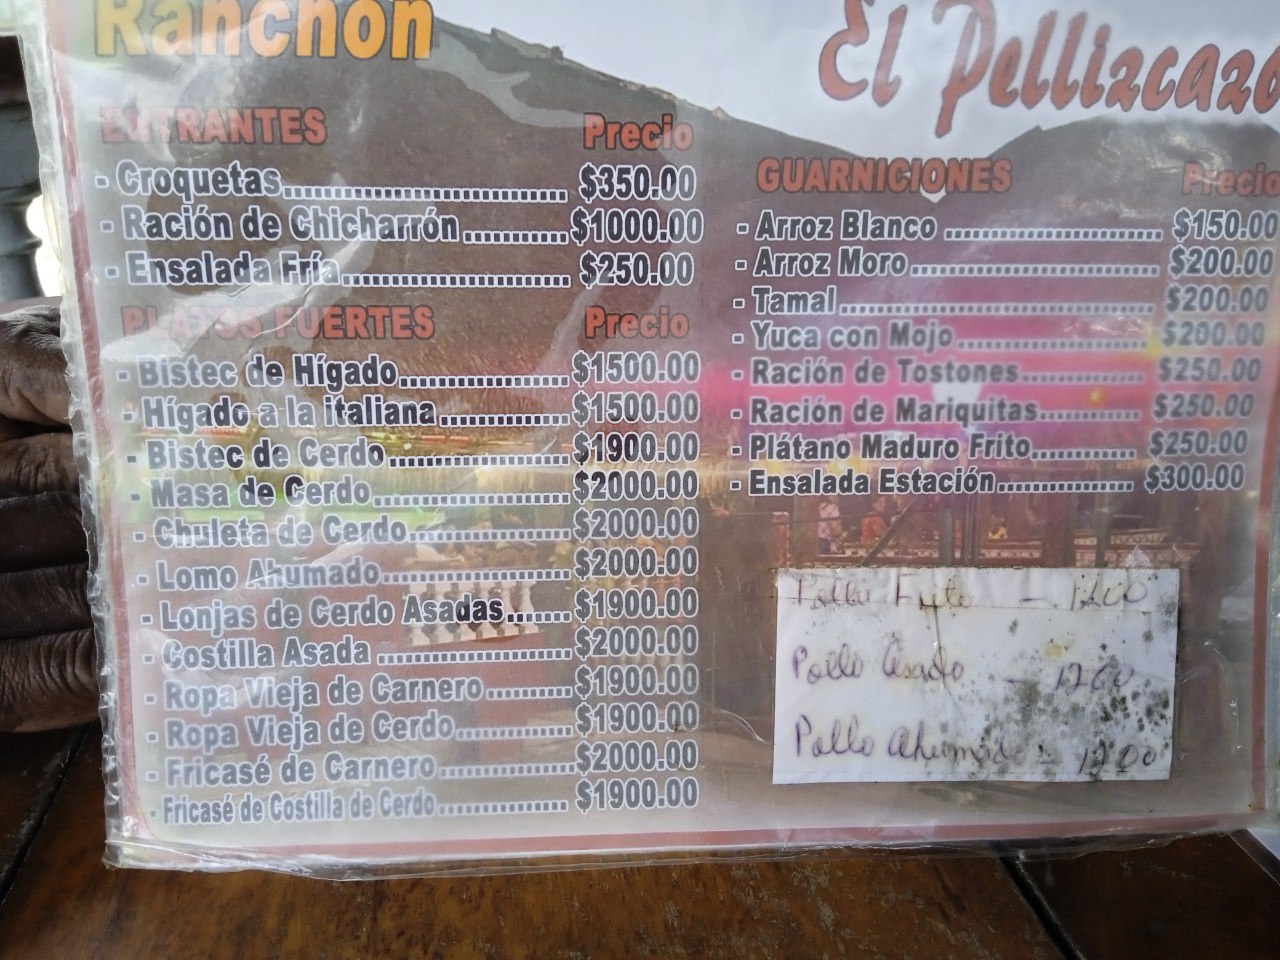 Ranchón
El Pellizcazo
ENTRANTES Precio
- Croquetas............ $350.00
- Ración de Chicharrón............ $1000.00
- Ensalada Fría............ $250.00
PLATOS FUERTES Precio
- Bistec de Hígado............ $1500.00
- Hígado a la italiana............ $1500.00
- Bistec de Cerdo............ $1900.00
- Masa de Cerdo............ $2000.00
- Chuleta de Cerdo............ $2000.00
- Lomo Ahumado............ $2000.00
- Lonjas de Cerdo Asadas............ $1900.00
- Costilla Asada............ $2000.00
- Ropa Vieja de Carnero............ $1900.00
- Ropa Vieja de Cerdo............ $1900.00
- Fricasé de Carnero............ $2000.00
- Fricasé de Costilla de Cerdo............ $1900.00
GUARNICIONES Precio
- Arroz Blanco............ $150.00
- Arroz Moro............ $200.00
- Tamal............ $200.00
- Yuca con Mojo............ $200.00
- Ración de Tostones............ $250.00
- Ración de Mariquitas............ $250.00
- Plátano Maduro Frito............ $250.00
- Ensalada Estación............ $300.00
Pollo Frito - 1200
Pollo Asado - 1200
Pollo Ahumado - 1200